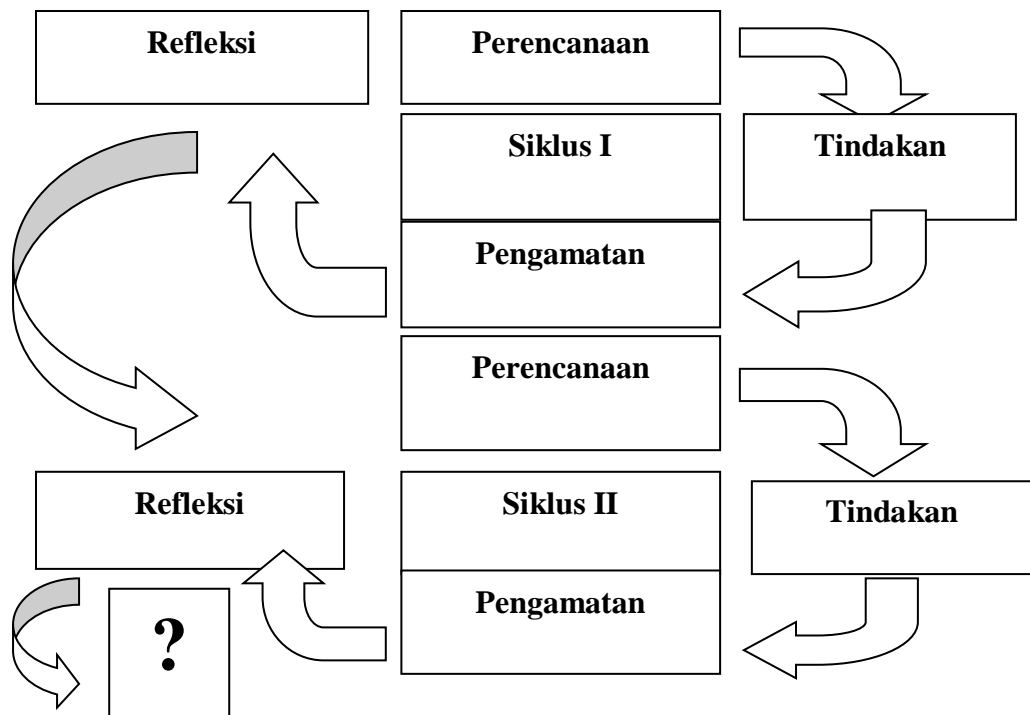 Refleksi
Perencanaan
Siklus I
Tindakan
Pengamatan
Perencanaan
Refleksi
Siklus II
Tindakan
Pengamatan
?